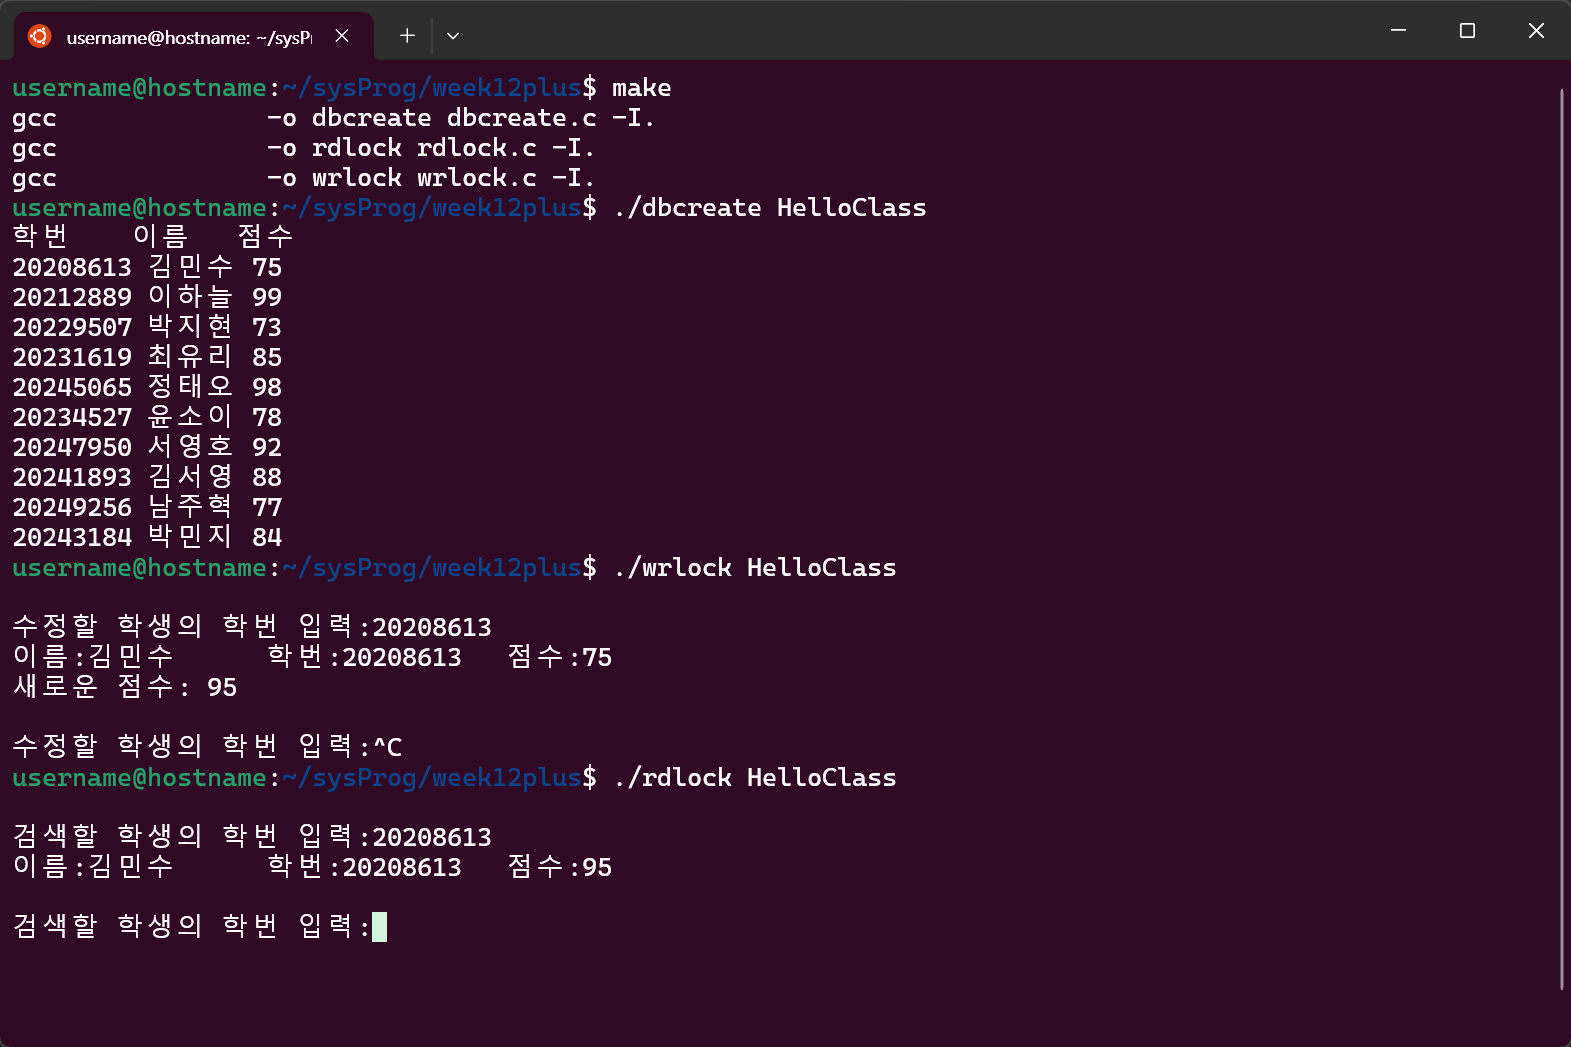 username@hostname: ~/sysPr
username@hostname:~/sysProg/week12plus$ make
gcc              -o dbcreate dbcreate.c -I.
gcc              -o rdlock rdlock.c -I.
gcc              -o wrlock wrlock.c -I.
username@hostname:~/sysProg/week12plus$ ./dbcreate HelloClass
학번    이름   점수
20208613 김민수 75
20212889 이하늘 99
20229507 박지현 73
20231619 최유리 85
20245065 정태오 98
20234527 윤소이 78
20247950 서영호 92
20241893 김서영 88
20249256 남주혁 77
20243184 박민지 84
username@hostname:~/sysProg/week12plus$ ./wrlock HelloClass
수정할 학생의 학번 입력:20208613
이름:김민수      학번:20208613   점수:75
새로운 점수: 95
수정할 학생의 학번 입력:^C
username@hostname:~/sysProg/week12plus$ ./rdlock HelloClass
검색할 학생의 학번 입력:20208613
이름:김민수      학번:20208613   점수:95
검색할 학생의 학번 입력: